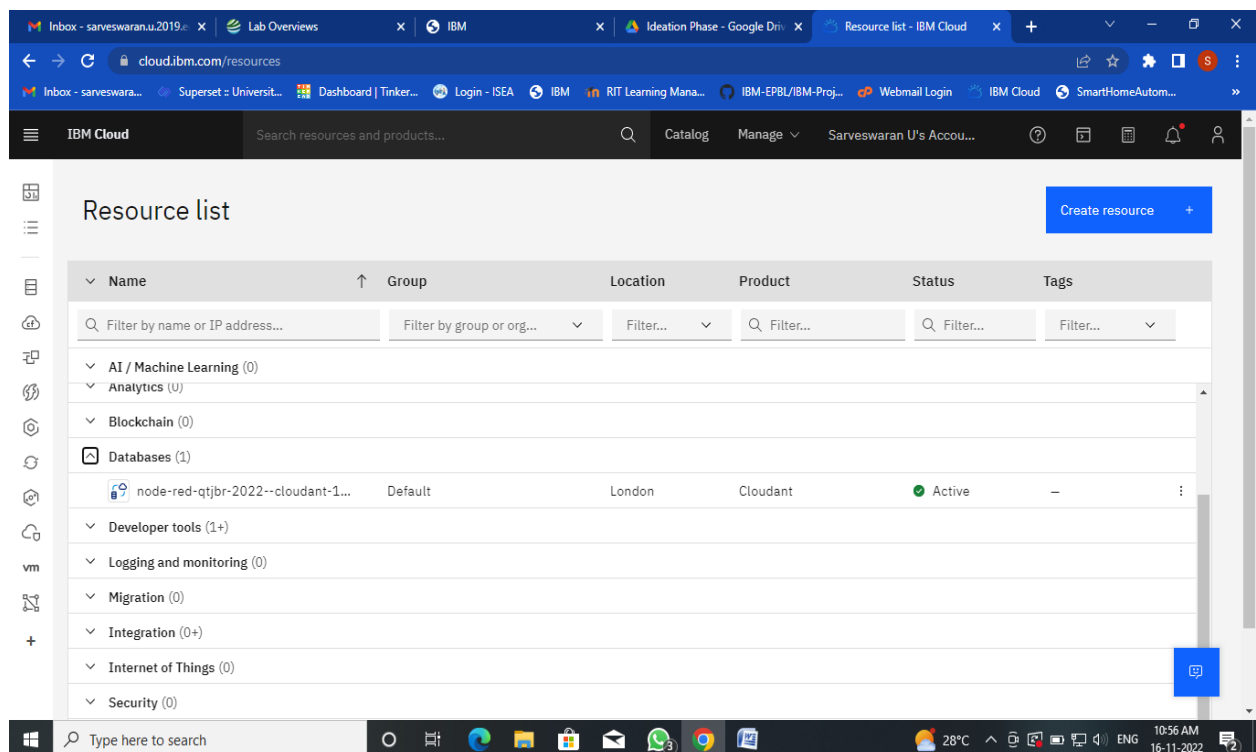 Inbox - sarveswaran.u.2019.e Lab Overviews IBM Ideation Phase - Google Driv Resource list - IBM Cloud
cloud.ibm.com/resources S
Inbox - sarveswara... Superset :: Universit... Dashboard | Tinker... Login - ISEA IBM RIT Learning Mana... IBM-EPBL/IBM-Proj... Webmail Login IBM Cloud SmartHomeAutom... »
IBM Cloud Search resources and products... Catalog Manage Sarveswaran U's Accou...
Resource list Create resource +
Name Group Location Product Status Tags
Filter by name or IP address... Filter by group or org... Filter... Filter... Filter... Filter...
AI / Machine Learning (0)
Analytics (0)
Blockchain (0)
Databases (1)
node-red-qtjbr-2022--cloudant-1... Default London Cloudant Active –
Developer tools (1+)
Logging and monitoring (0)
vm
Migration (0)
Integration (0+)
Internet of Things (0)
Security (0)
Type here to search 28°C ENG 10:56 AM
16-11-2022